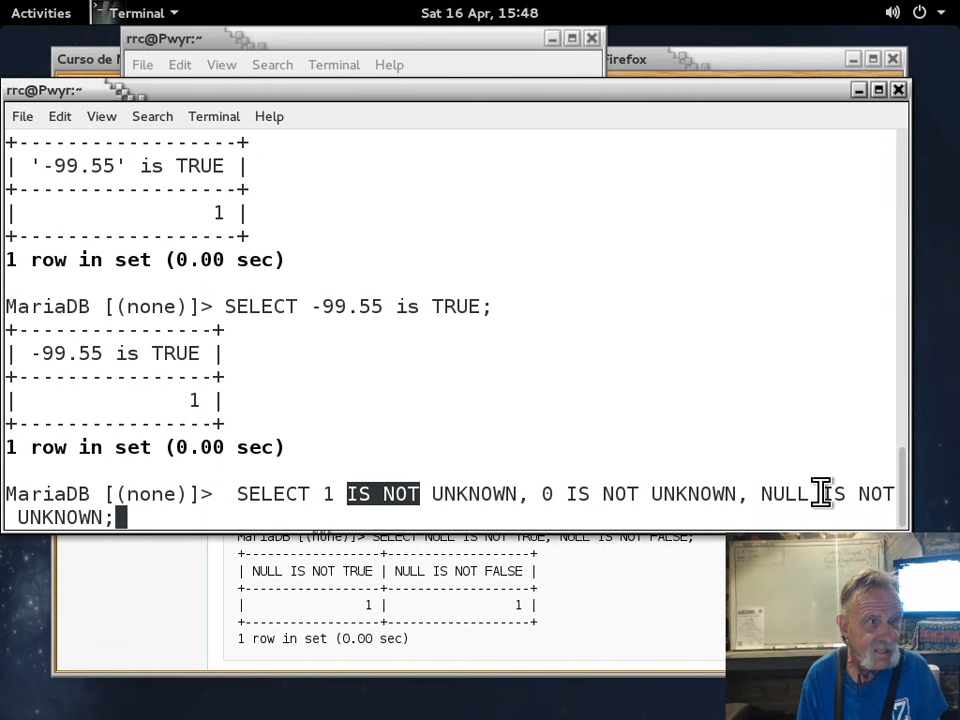 Activities Terminal Sat 16 Apr, 15:48
rrc@Pwyr:~
File Edit View Search Terminal Help
Curso de Firefox
rrc@Pwyr:~
File Edit View Search Terminal Help
+------------------+
| '-99.55' is TRUE |
+------------------+
| 1 |
+------------------+
1 row in set (0.00 sec)
MariaDB [(none)]> SELECT -99.55 is TRUE;
+----------------+
| -99.55 is TRUE |
+----------------+
| 1 |
+----------------+
1 row in set (0.00 sec)
MariaDB [(none)]> SELECT 1 IS NOT UNKNOWN, 0 IS NOT UNKNOWN, NULL IS NOT
UNKNOWN;
MariaDB [(none)]> SELECT NULL IS NOT TRUE, NULL IS NOT FALSE;
+------------------+-------------------+
| NULL IS NOT TRUE | NULL IS NOT FALSE |
+------------------+-------------------+
| 1 | 1 |
+------------------+-------------------+
1 row in set (0.00 sec)